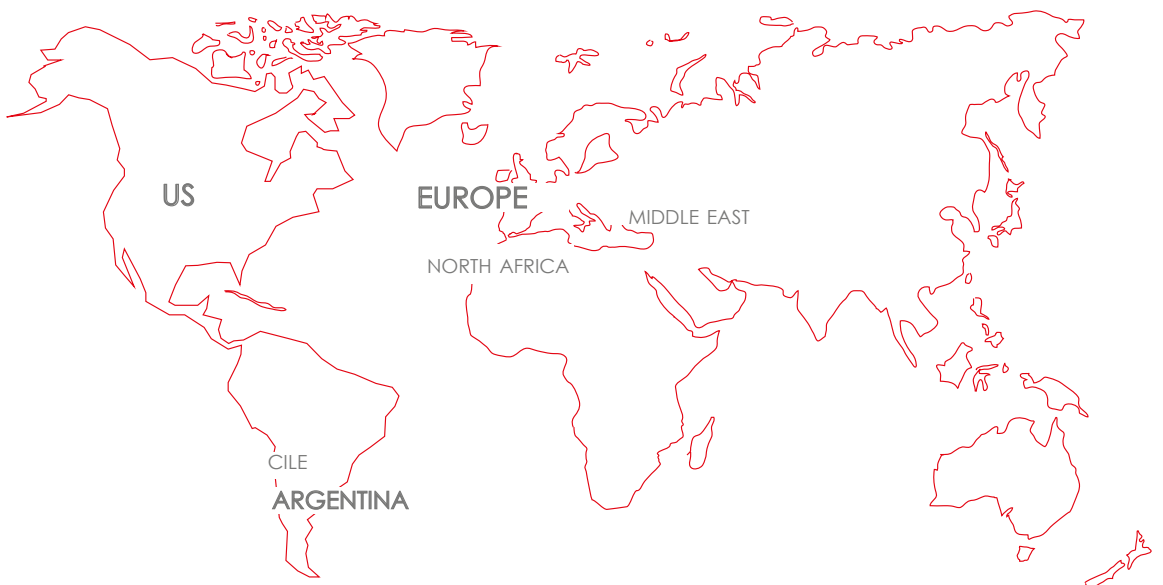 US
EUROPE
MIDDLE EAST
NORTH AFRICA
CILE
ARGENTINA